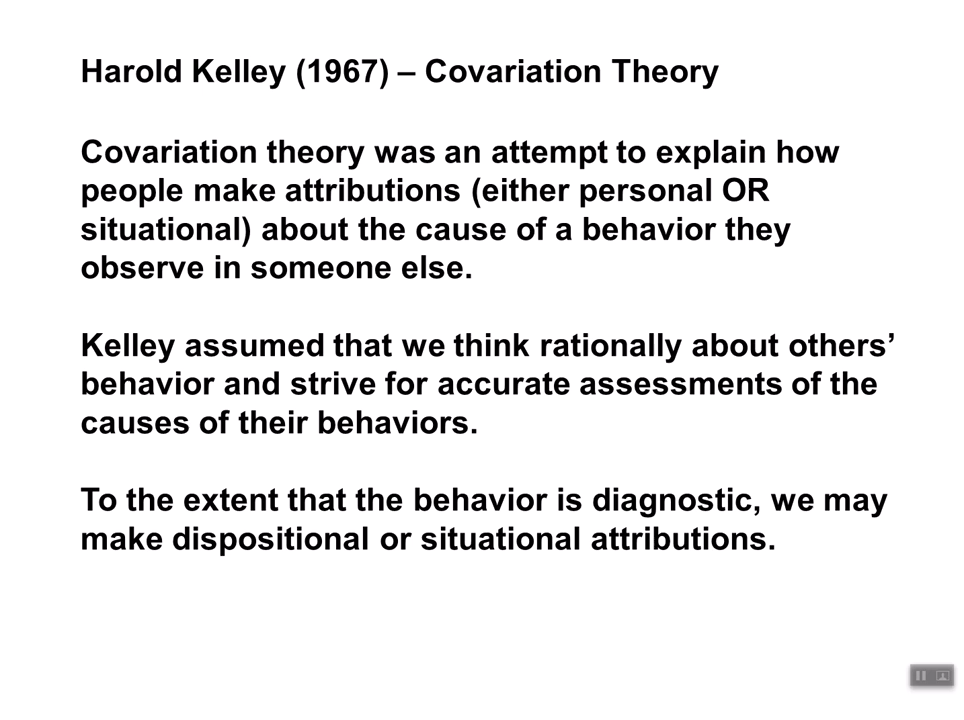 Harold Kelley (1967) – Covariation Theory
Covariation theory was an attempt to explain how
people make attributions (either personal OR
situational) about the cause of a behavior they
observe in someone else.
Kelley assumed that we think rationally about others’
behavior and strive for accurate assessments of the
causes of their behaviors.
To the extent that the behavior is diagnostic, we may
make dispositional or situational attributions.